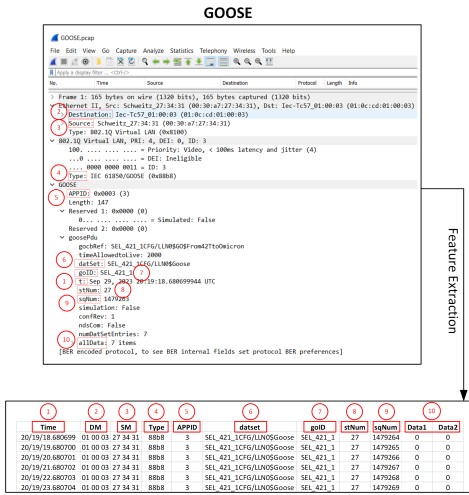 GOOSE
GOOSE.pcap
File Edit View Go Capture Analyze Statistics Telephony Wireless Tools Help
Apply a display filter ... <Ctrl-/>
No. Time Source Destination Protocol Length Info
> Frame 1: 165 bytes on wire (1320 bits), 165 bytes captured (1320 bits)
Ethernet II, Src: Schweitz_27:34:31 (00:30:a7:27:34:31), Dst: Iec-Tc57_01:00:03 (01:0c:cd:01:00:03)
2 Destination: Iec-Tc57_01:00:03 (01:0c:cd:01:00:03)
3 Source: Schweitz_27:34:31 (00:30:a7:27:34:31)
Type: 802.1Q Virtual LAN (0x8100)
802.1Q Virtual LAN, PRI: 4, DEI: 0, ID: 3
100. .... .... .... = Priority: Video, < 100ms latency and jitter (4)
...0 .... .... .... = DEI: Ineligible
.... 0000 0000 0011 = ID: 3
4 Type: IEC 61850/GOOSE (0x88b8)
GOOSE
5 APPID: 0x0003 (3)
Length: 147
Reserved 1: 0x0000 (0)
0... .... .... .... = Simulated: False
Reserved 2: 0x0000 (0)
goosePdu
gocbRef: SEL_421_1CFG/LLN0$GO$From42TtoOmicron
timeAllowedtoLive: 2000
6 datSet: SEL_421_1CFG/LLN0$Goose
goID: SEL_421_1 7
1 t: Sep 29, 2023 20:19:18.680699944 UTC
stNum: 27 8
9 sqNum: 1479263
simulation: False
confRev: 1
ndsCom: False
numDatSetEntries: 7
10 allData: 7 items
[BER encoded protocol, to see BER internal fields set protocol BER preferences]
Feature Extraction
1 2 3 4 5 6 7 8 9 10
Time DM SM Type APPID datset goID stNum sqNum Data1 Data2
20/19/18.680699 01 00 03 27 34 31 88b8 3 SEL_421_1CFG/LLN0$Goose SEL_421_1 27 1479264 0 0
20/19/19.680700 01 00 03 27 34 31 88b8 3 SEL_421_1CFG/LLN0$Goose SEL_421_1 27 1479265 0 0
20/19/20.680701 01 00 03 27 34 31 88b8 3 SEL_421_1CFG/LLN0$Goose SEL_421_1 27 1479266 0 0
20/19/21.680702 01 00 03 27 34 31 88b8 3 SEL_421_1CFG/LLN0$Goose SEL_421_1 27 1479267 0 0
20/19/22.680703 01 00 03 27 34 31 88b8 3 SEL_421_1CFG/LLN0$Goose SEL_421_1 27 1479268 0 0
20/19/23.680704 01 00 03 27 34 31 88b8 3 SEL_421_1CFG/LLN0$Goose SEL_421_1 27 1479269 0 0